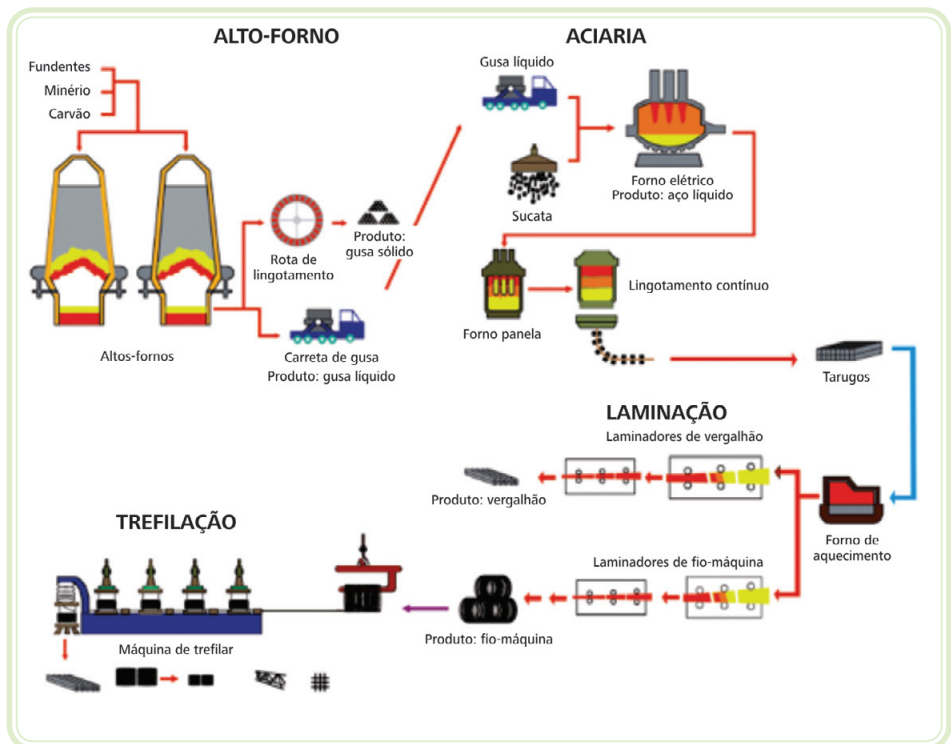 ALTO-FORNO
Fundentes
Minério
Carvão
Rota de
lingotamento
Produto:
gusa sólido
Altos-fornos
Carreta de gusa
Produto: gusa líquido
ACIARIA
Gusa líquido
Sucata
Forno elétrico
Produto: aço líquido
Forno panela
Lingotamento contínuo
Tarugos
LAMINAÇÃO
Laminadores de vergalhão
Produto: vergalhão
Forno de
aquecimento
Laminadores de fio-máquina
Produto: fio-máquina
TREFILAÇÃO
Máquina de trefilar